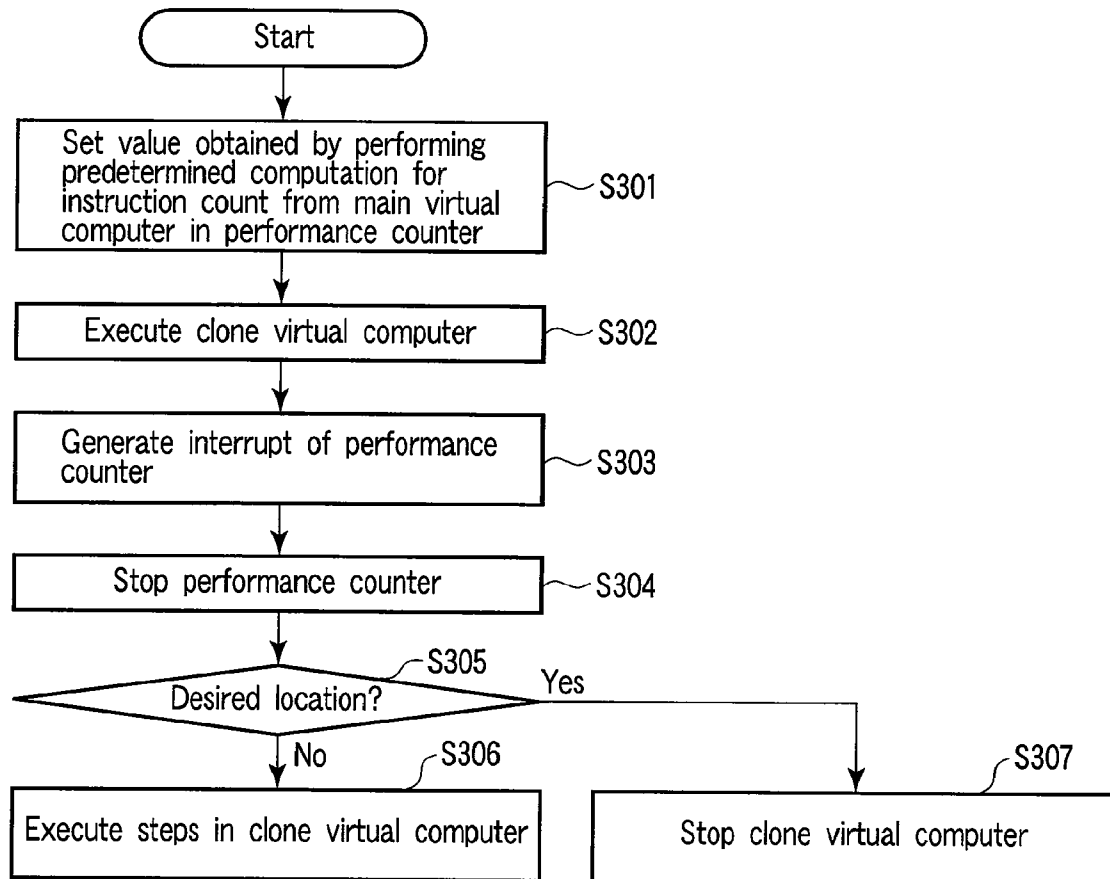 Start
Set value obtained by performing
predetermined computation for
instruction count from main virtual
computer in performance counter
S301
Execute clone virtual computer
S302
Generate interrupt of performance
counter
S303
Stop performance counter
S304
S305
Desired location?
Yes
No
S306
S307
Execute steps in clone virtual computer
Stop clone virtual computer